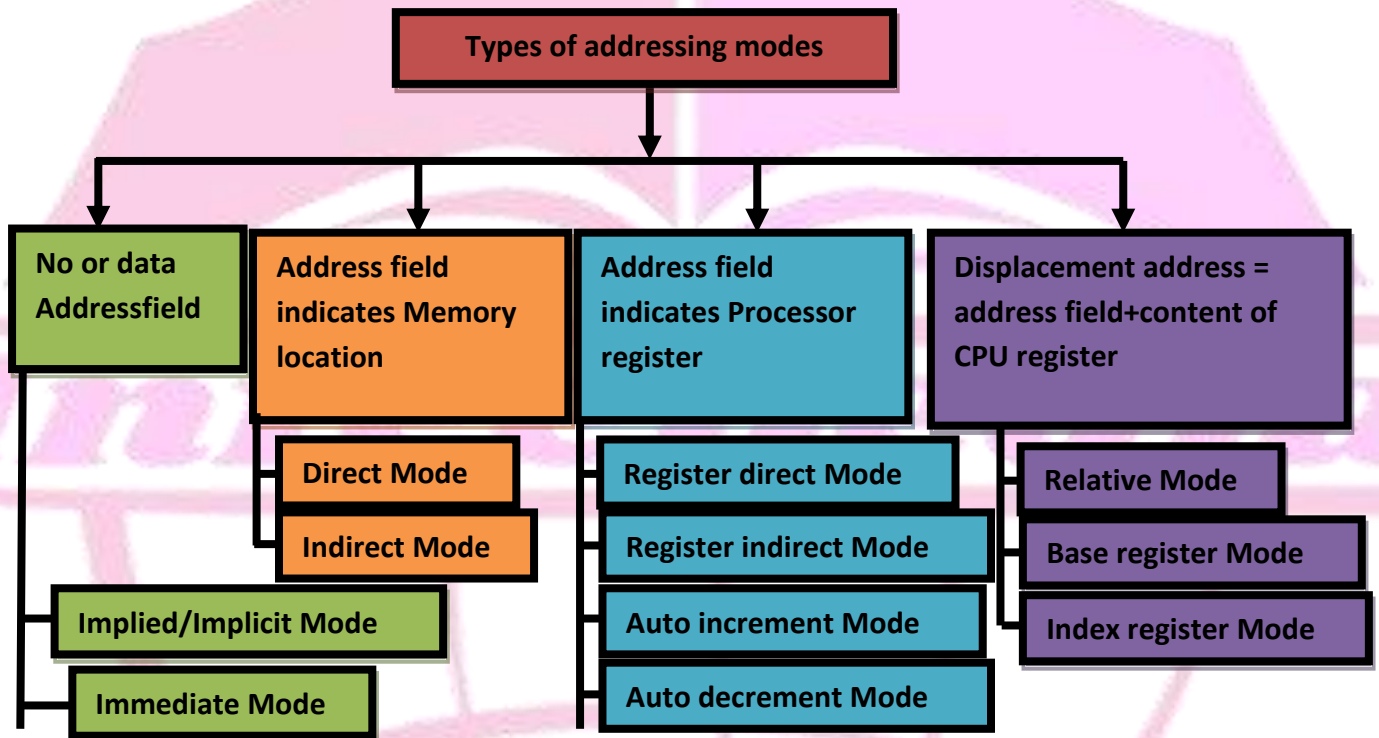 Types of addressing modes
No or data
Addressfield
Address field
indicates Memory
location
Address field
indicates Processor
register
Displacement address =
address field+content of
CPU register
Direct Mode
Indirect Mode
Implied/Implicit Mode
Immediate Mode
Register direct Mode
Register indirect Mode
Auto increment Mode
Auto decrement Mode
Relative Mode
Base register Mode
Index register Mode